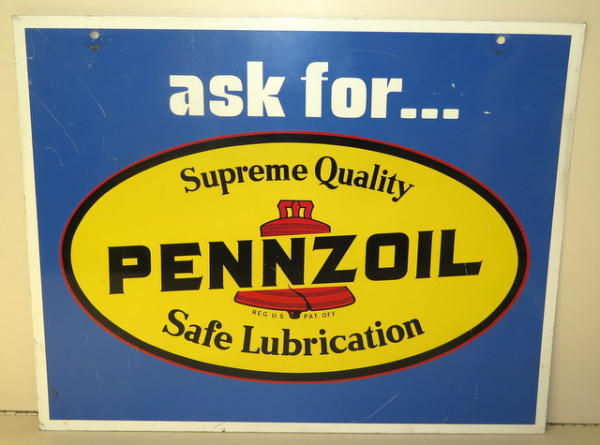 ask for...
Supreme Quality
PENNZOIL
REG. U.S. PAT. OFF.
Safe Lubrication